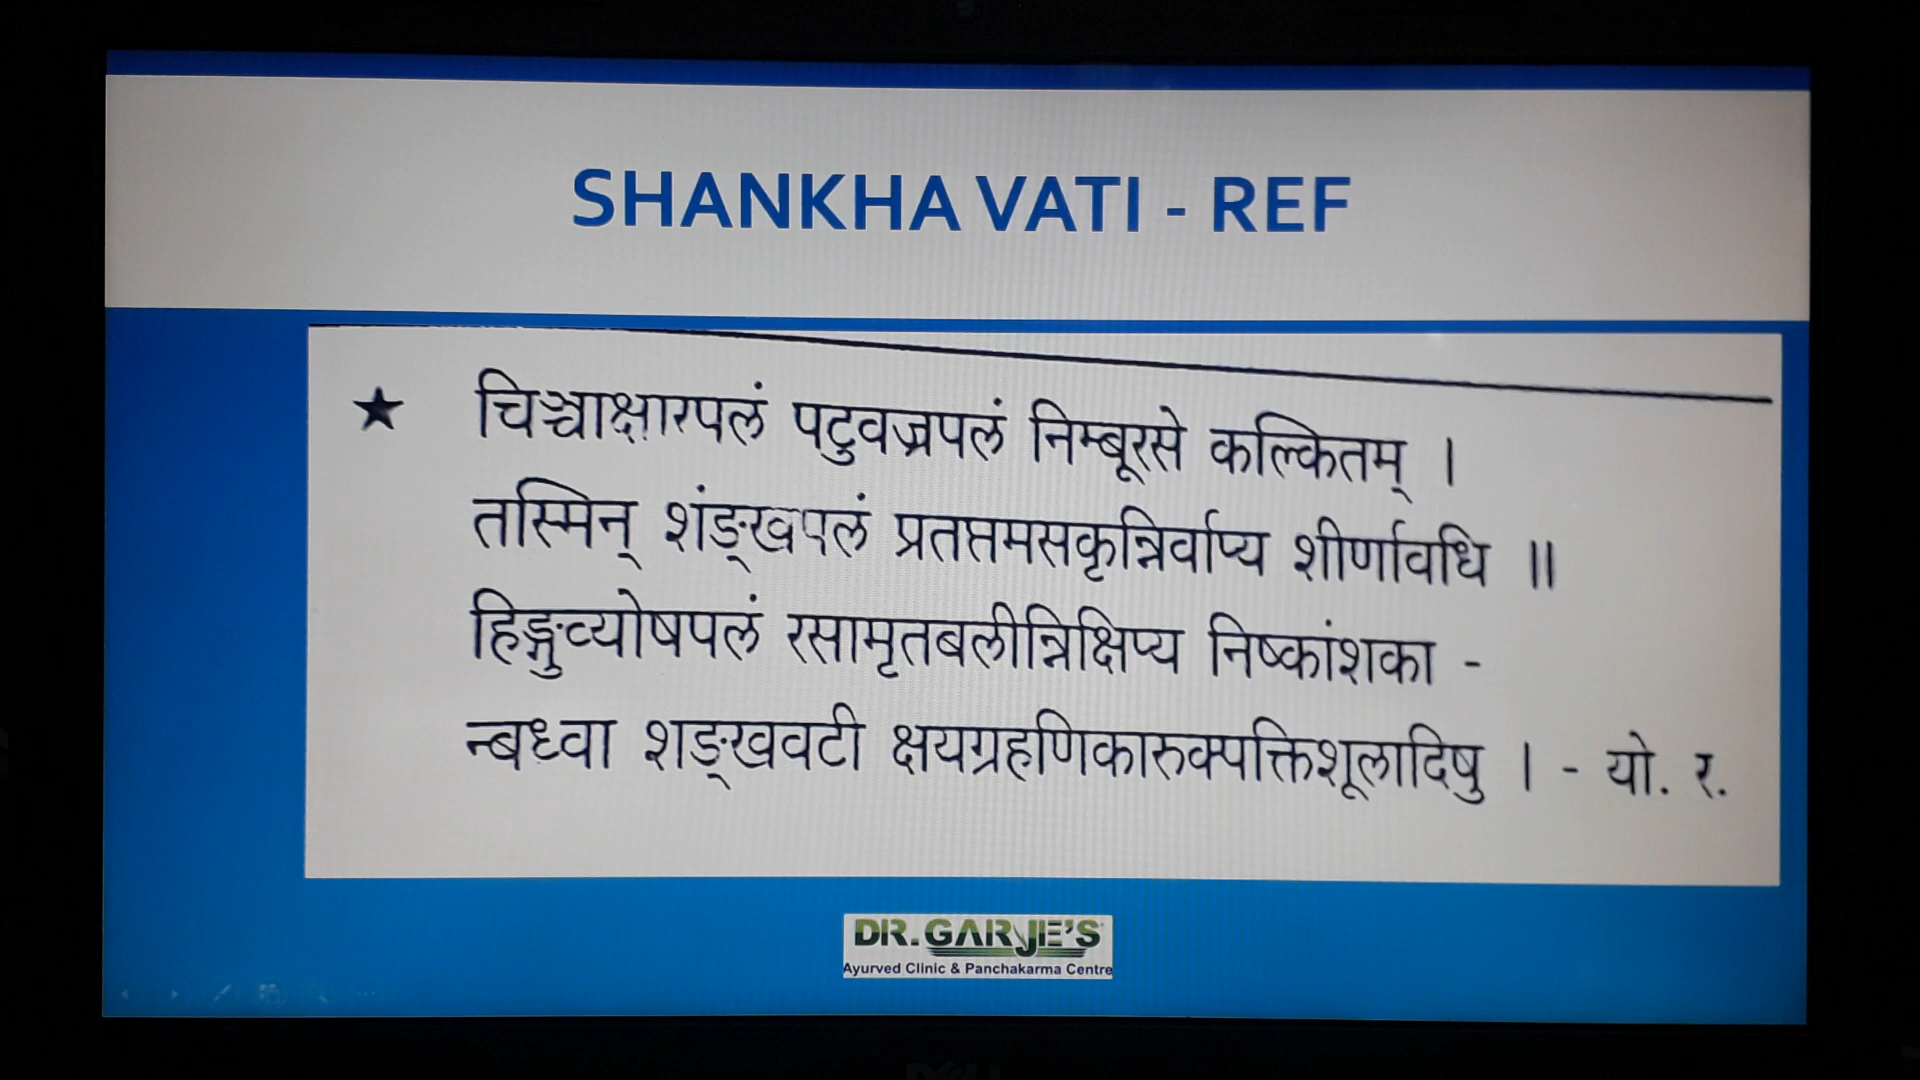 SHANKHA VATI - REF
★ चिञ्चाक्षारपलं पटुवज्रपलं निम्बूरसे कल्कितम् ।
तस्मिन् शंङ्खपलं प्रतप्तमसकृन्निर्वाप्य शीर्णावधि ॥
हिङ्गुव्योषपलं रसामृतबलीन्निक्षिप्य निष्कांशका -
न्बध्वा शङ्खवटी क्षयग्रहणिकारुक्पक्तिशूलादिषु । - यो. र.
DR. GARJE'S
Ayurved Clinic & Panchakarma Centre